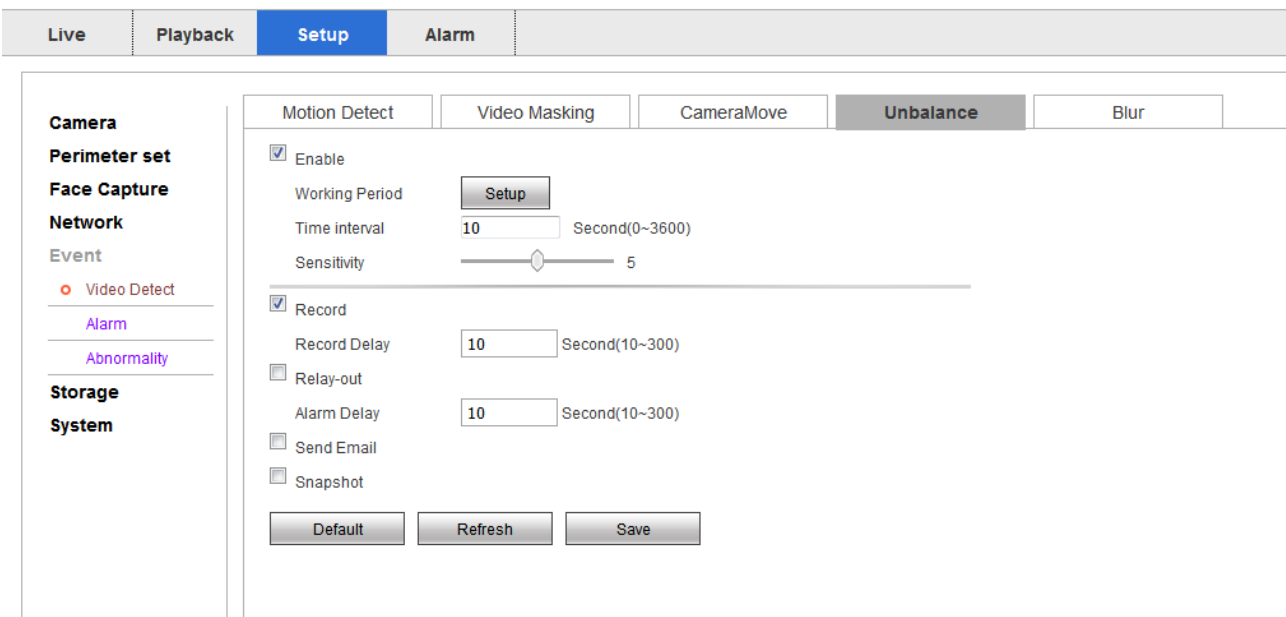 Live Playback Setup Alarm
Camera
Perimeter set
Face Capture
Network
Event
Video Detect
Alarm
Abnormality
Storage
System
Motion Detect Video Masking CameraMove Unbalance Blur
Enable
Working Period Setup
Time interval 10 Second(0~3600)
Sensitivity 5
Record
Record Delay 10 Second(10~300)
Relay-out
Alarm Delay 10 Second(10~300)
Send Email
Snapshot
Default Refresh Save